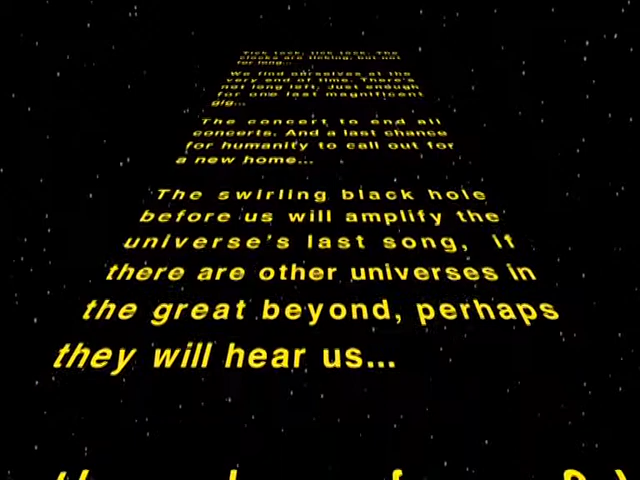 Tick tock, tick tock. The
clocks are ticking, but not
for long...
We find ourselves at the
very end of time. There's
not long left. Just enough
for one last magnificent
gig...
The concert to end all
concerts. And a last chance
for humanity to call out for
a new home...
The swirling black hole
before us will amplify the
universe's last song, If
there are other universes in
the great beyond, perhaps
they will hear us...